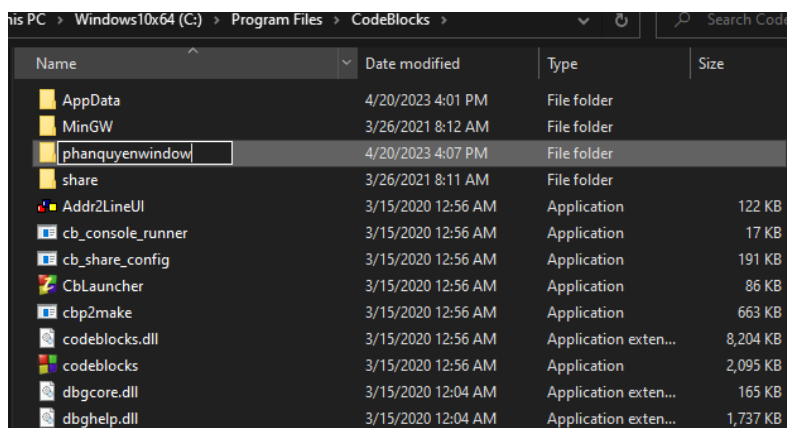 his PC > Windows10x64 (C:) > Program Files > CodeBlocks > Search Code
Name Date modified Type Size
AppData 4/20/2023 4:01 PM File folder
MinGW 3/26/2021 8:12 AM File folder
phanquyenwindow 4/20/2023 4:07 PM File folder
share 3/26/2021 8:11 AM File folder
Addr2LineUI 3/15/2020 12:56 AM Application 122 KB
cb_console_runner 3/15/2020 12:56 AM Application 17 KB
cb_share_config 3/15/2020 12:56 AM Application 191 KB
CbLauncher 3/15/2020 12:56 AM Application 86 KB
cbp2make 3/15/2020 12:56 AM Application 663 KB
codeblocks.dll 3/15/2020 12:56 AM Application exten... 8,204 KB
codeblocks 3/15/2020 12:56 AM Application 2,095 KB
dbgcore.dll 3/15/2020 12:04 AM Application exten... 165 KB
dbghelp.dll 3/15/2020 12:04 AM Application exten... 1,737 KB